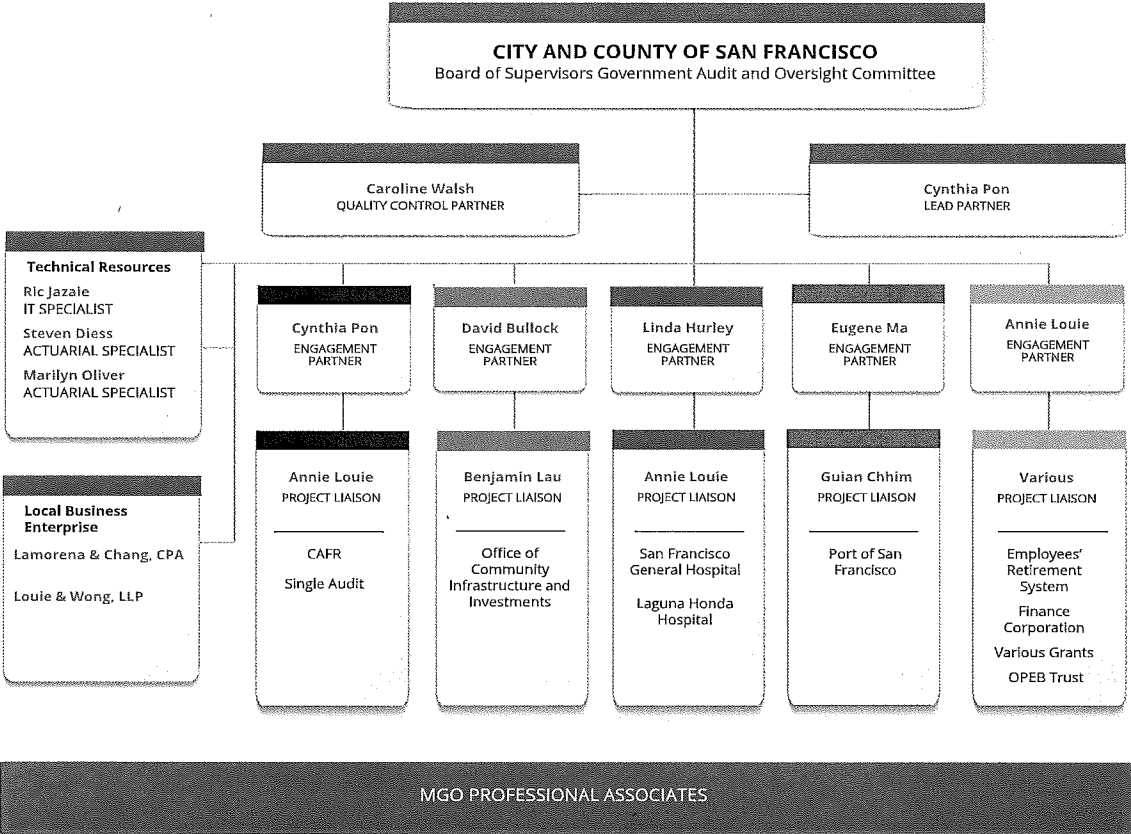 CITY AND COUNTY OF SAN FRANCISCO
Board of Supervisors Government Audit and Oversight Committee
Caroline Walsh
QUALITY CONTROL PARTNER
Cynthia Pon
LEAD PARTNER
Technical Resources
Ric Jazaie
IT SPECIALIST
Steven Diess
ACTUARIAL SPECIALIST
Marilyn Oliver
ACTUARIAL SPECIALIST
Local Business
Enterprise
Lamorena & Chang, CPA
Louie & Wong, LLP
Cynthia Pon
ENGAGEMENT
PARTNER
Annie Louie
PROJECT LIAISON
CAFR
Single Audit
David Bullock
ENGAGEMENT
PARTNER
Benjamin Lau
PROJECT LIAISON
Office of
Community
Infrastructure and
Investments
Linda Hurley
ENGAGEMENT
PARTNER
Annie Louie
PROJECT LIAISON
San Francisco
General Hospital
Laguna Honda
Hospital
Eugene Ma
ENGAGEMENT
PARTNER
Guian Chhim
PROJECT LIAISON
Port of San
Francisco
Annie Louie
ENGAGEMENT
PARTNER
Various
PROJECT LIAISON
Employees'
Retirement
System
Finance
Corporation
Various Grants
OPEB Trust
MGO PROFESSIONAL ASSOCIATES